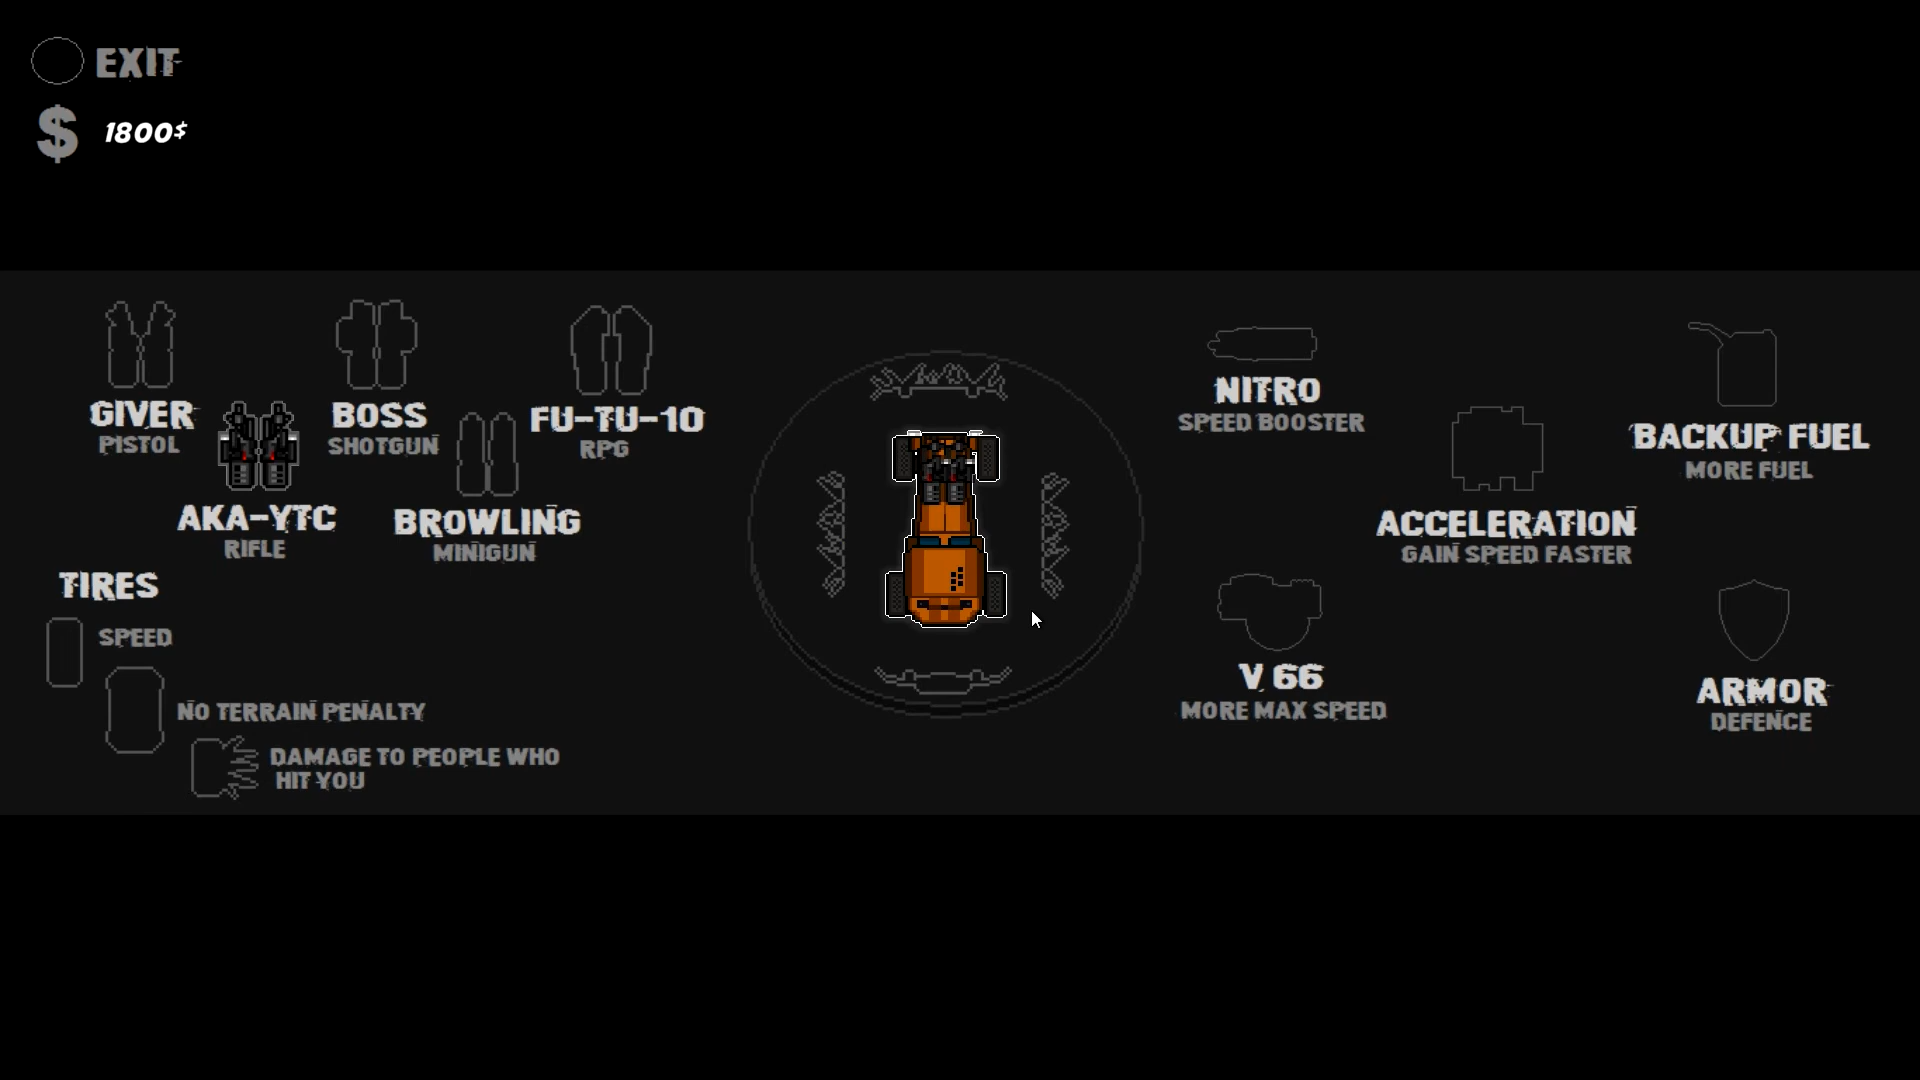 EXIT
$ 1800$
GIVER
PISTOL
BOSS
SHOTGUN
FU-TU-10
RPG
AKA-YTC
RIFLE
BROWLING
MINIGUN
TIRES
SPEED
NO TERRAIN PENALTY
DAMAGE TO PEOPLE WHO
HIT YOU
NITRO
SPEED BOOSTER
BACKUP FUEL
MORE FUEL
ACCELERATION
GAIN SPEED FASTER
V 66
MORE MAX SPEED
ARMOR
DEFENCE